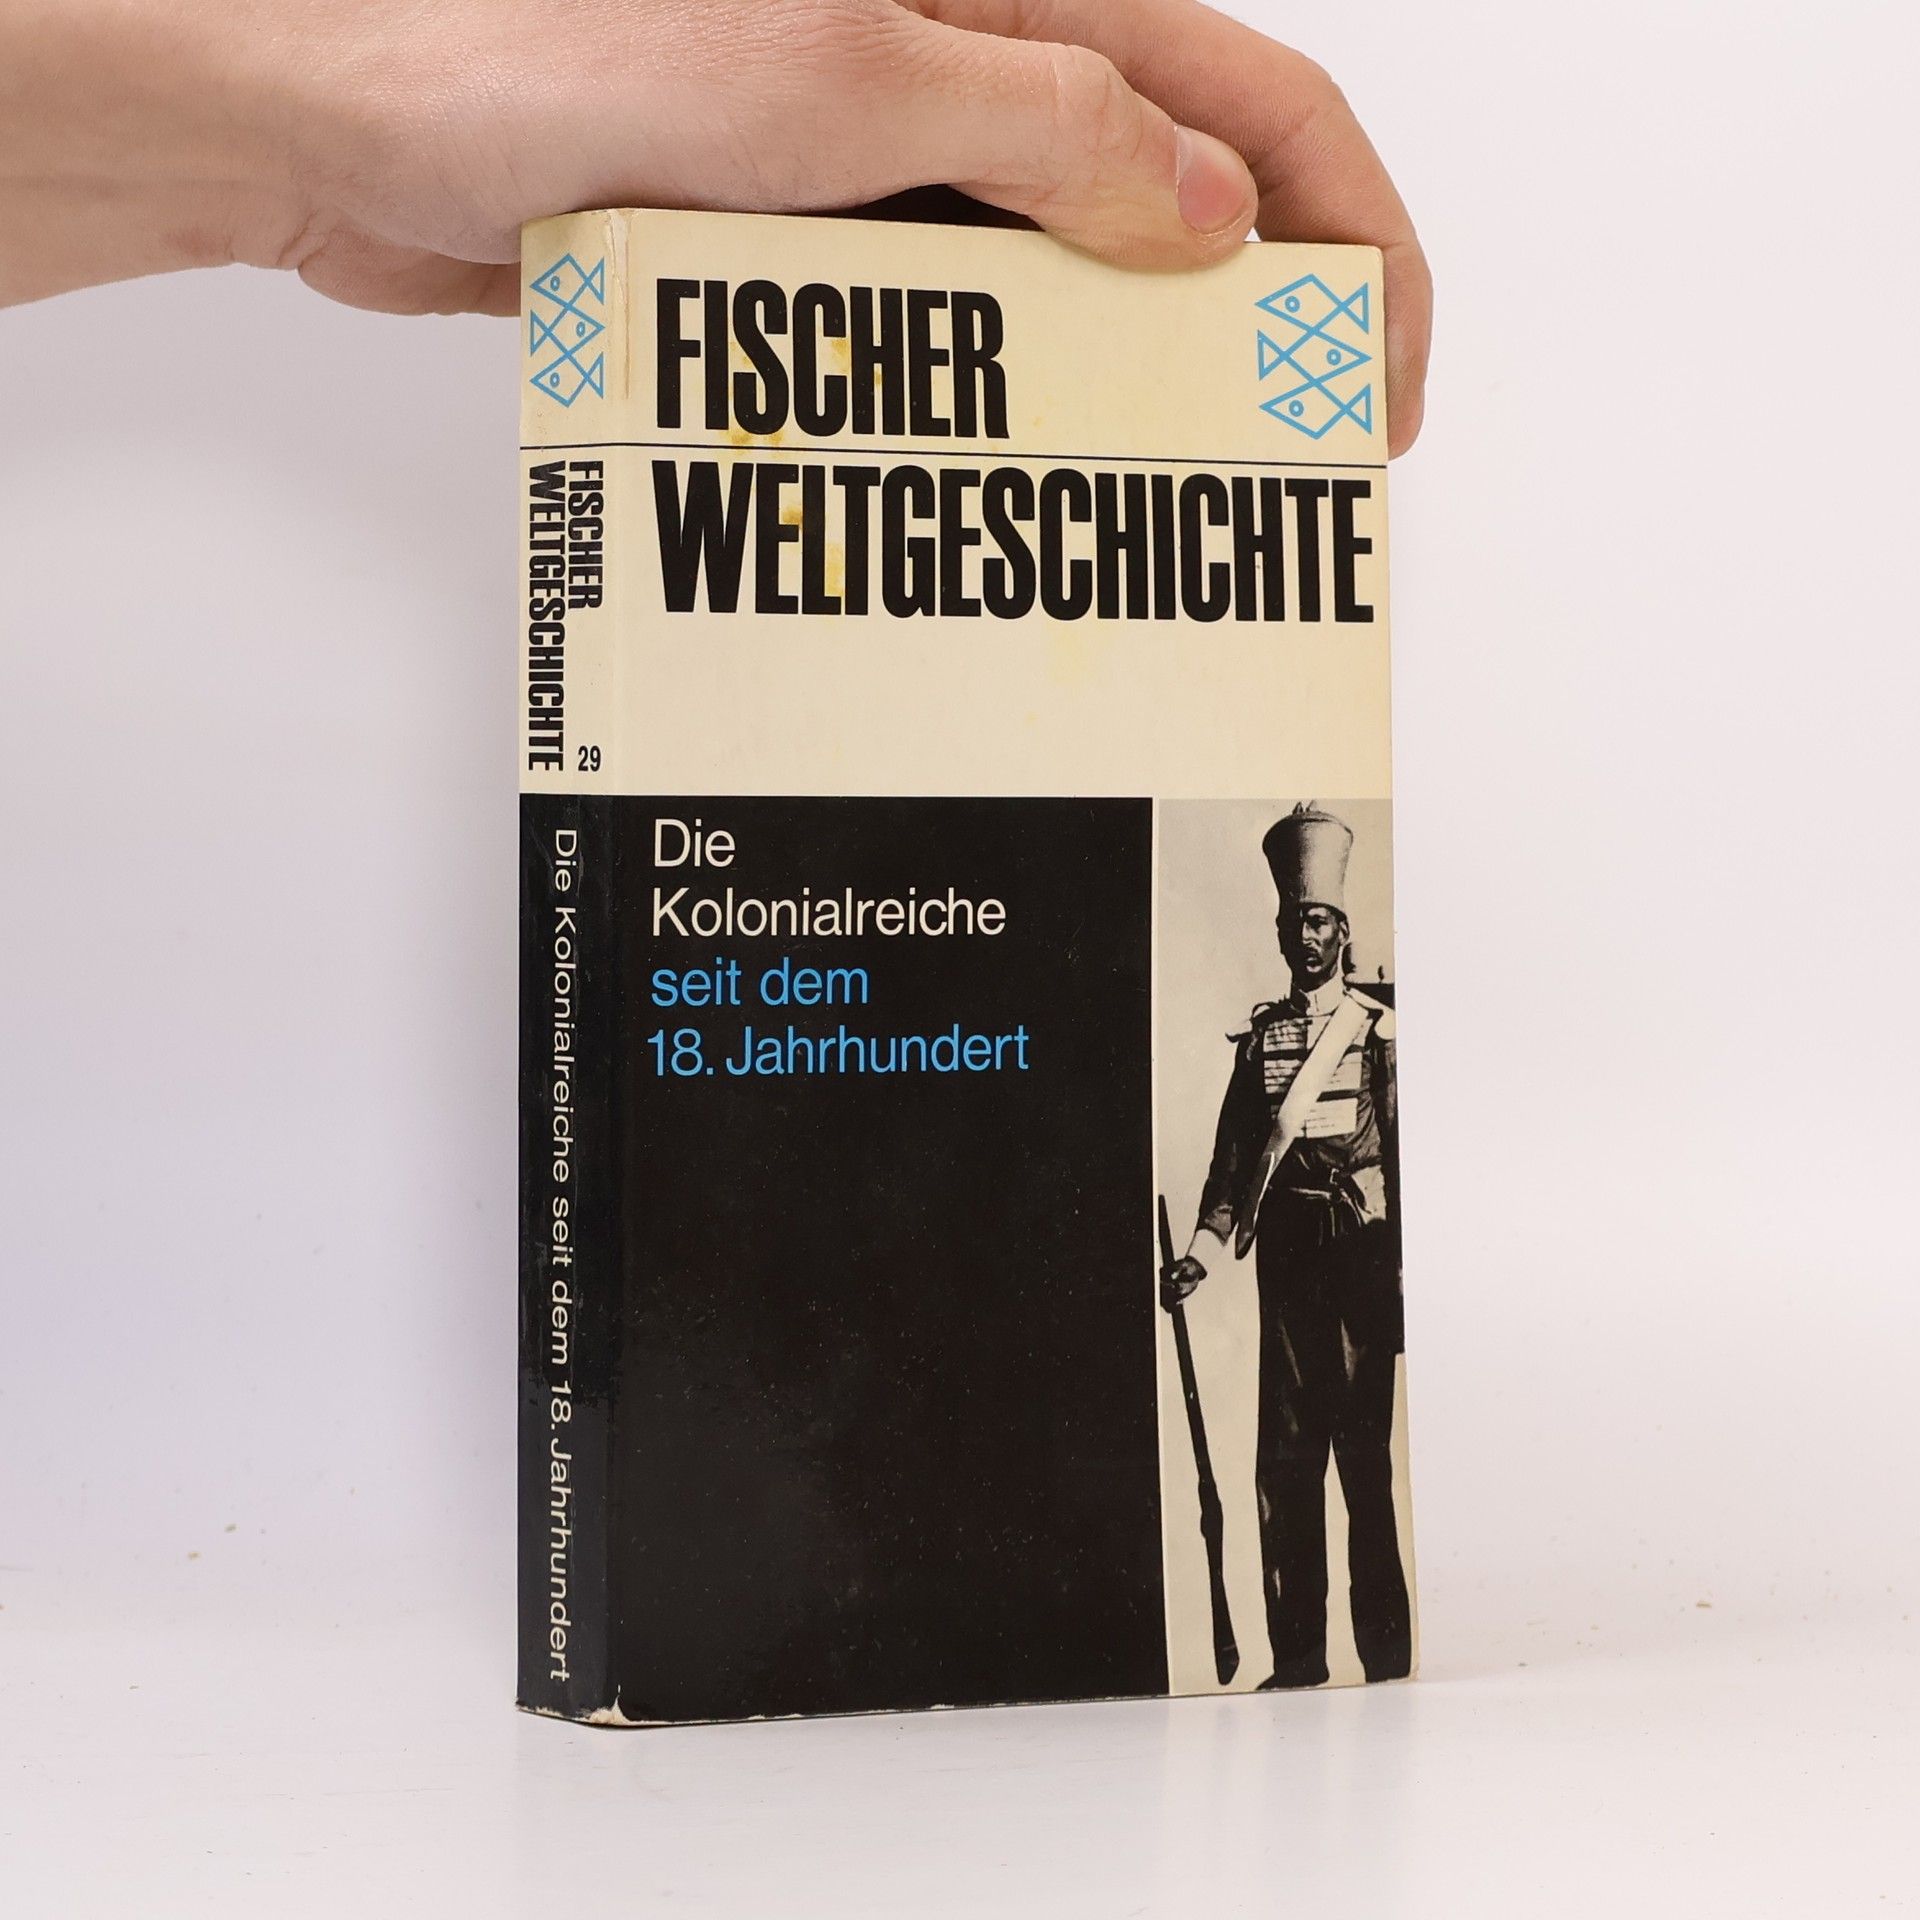 FISCHER
WELTGESCHICHTE
Die
Kolonialreiche
seit dem
18. Jahrhundert
FISCHER
WELTGESCHICHTE
29
Die Kolonialreiche seit dem 18. Jahrhundert